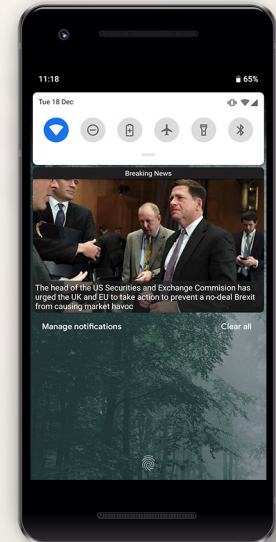 11:18
65%
Tue 18 Dec
Breaking News
The head of the US Securities and Exchange Commision has
urged the UK and EU to take action to prevent a no-deal Brexit
from causing market havoc
Manage notifications
Clear all